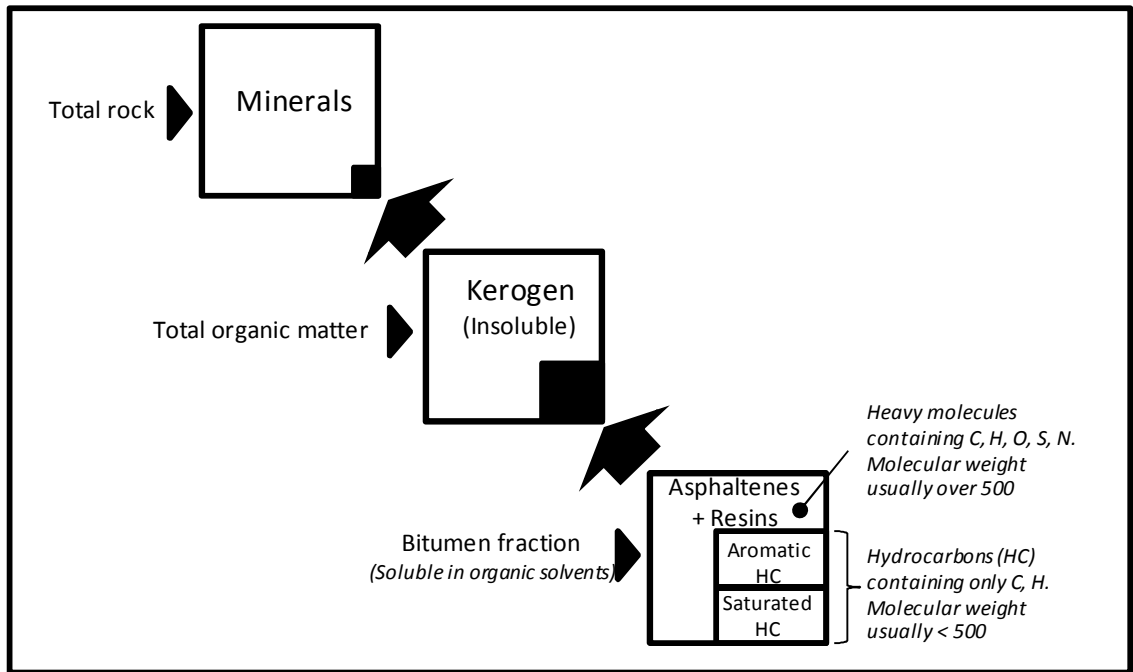 Total rock
Minerals
Total organic matter
Kerogen
(Insoluble)
Heavy molecules
containing C, H, O, S, N.
Molecular weight
usually over 500
Bitumen fraction
(Soluble in organic solvents)
Asphaltenes
+ Resins
Aromatic
HC
Saturated
HC
Hydrocarbons (HC)
containing only C, H.
Molecular weight
usually < 500